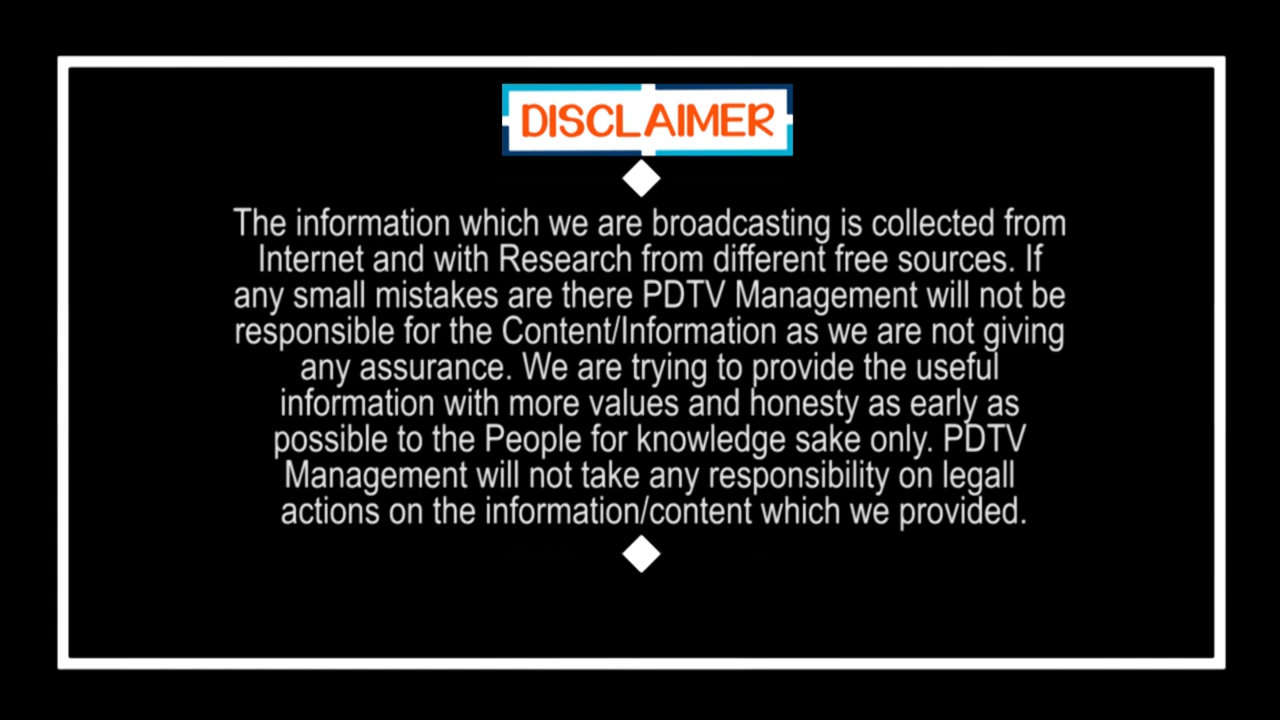 DISCLAIMER
The information which we are broadcasting is collected from
Internet and with Research from different free sources. If
any small mistakes are there PDTV Management will not be
responsible for the Content/Information as we are not giving
any assurance. We are trying to provide the useful
information with more values and honesty as early as
possible to the People for knowledge sake only. PDTV
Management will not take any responsibility on legall
actions on the information/content which we provided.